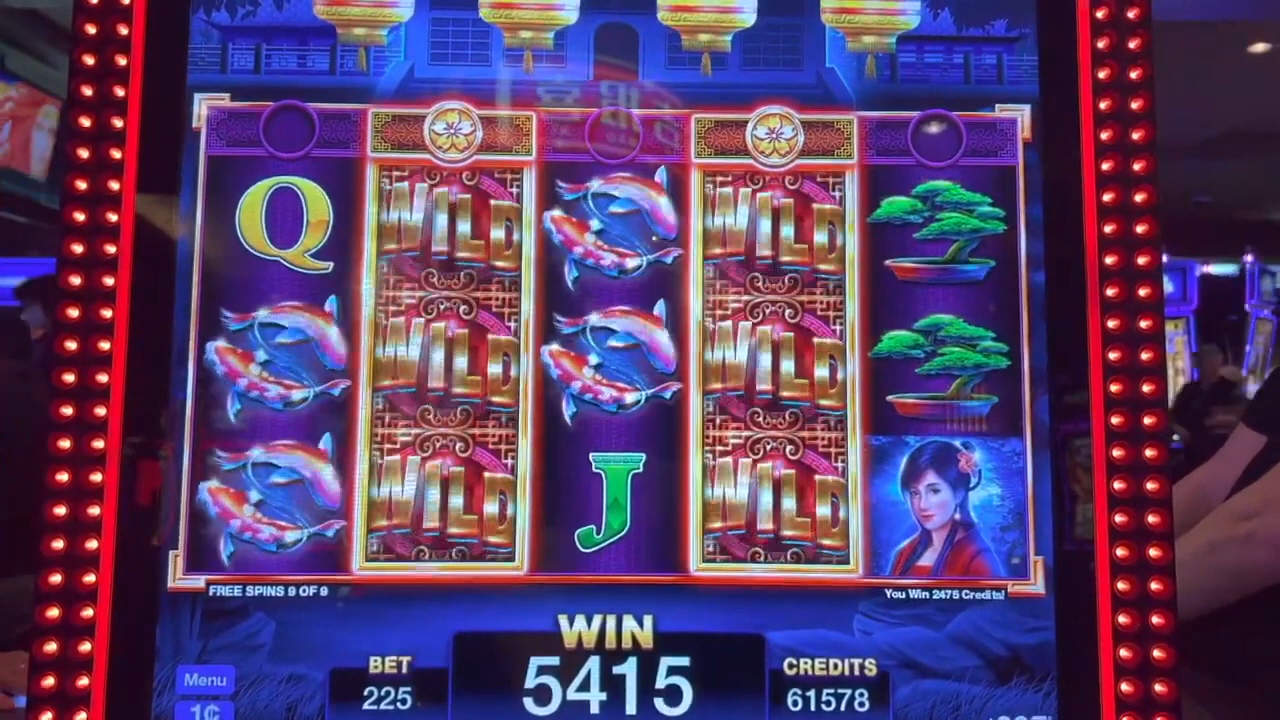 Q
WILD WILD
WILD WILD
WILD WILD
J
FREE SPINS 9 OF 9
You Win 2475 Credits!
WIN
5415
BET
225
CREDITS
61578
Menu
1¢